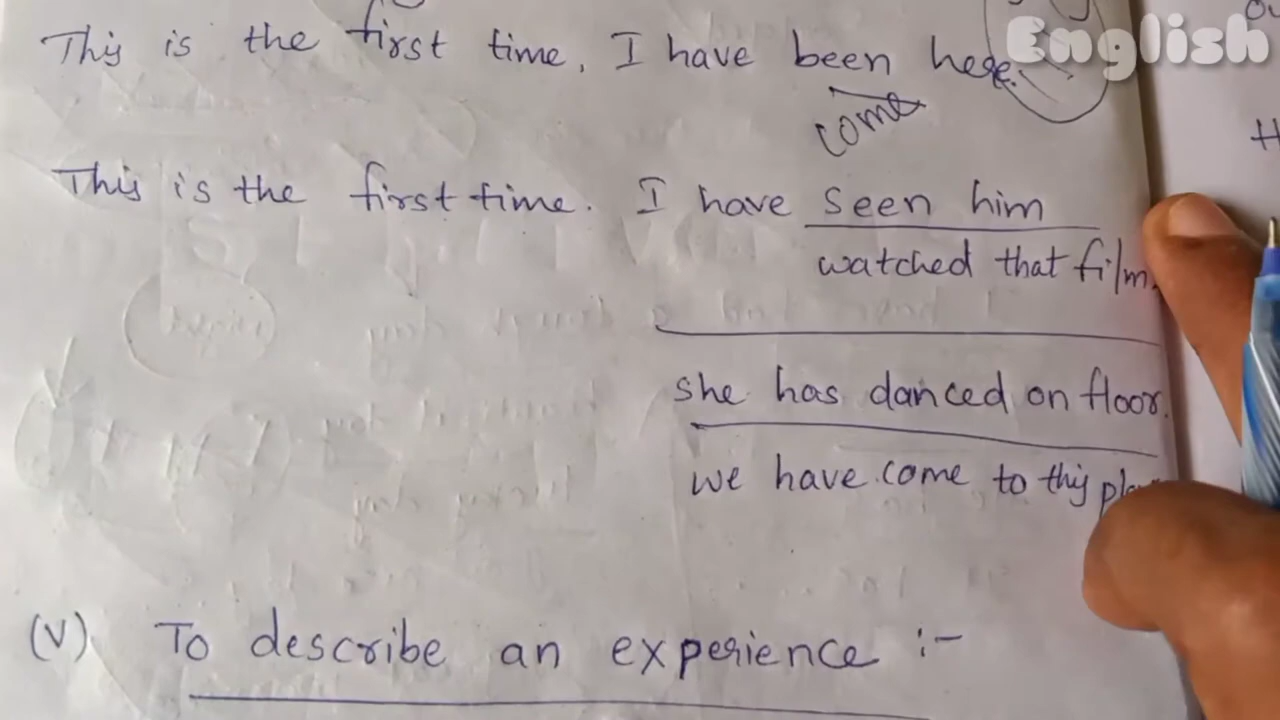 English
This is the first time, I have been here.
come
This is the first time. I have seen him
watched that film.
she has danced on floor.
we have come to this
(V) To describe an experience :-